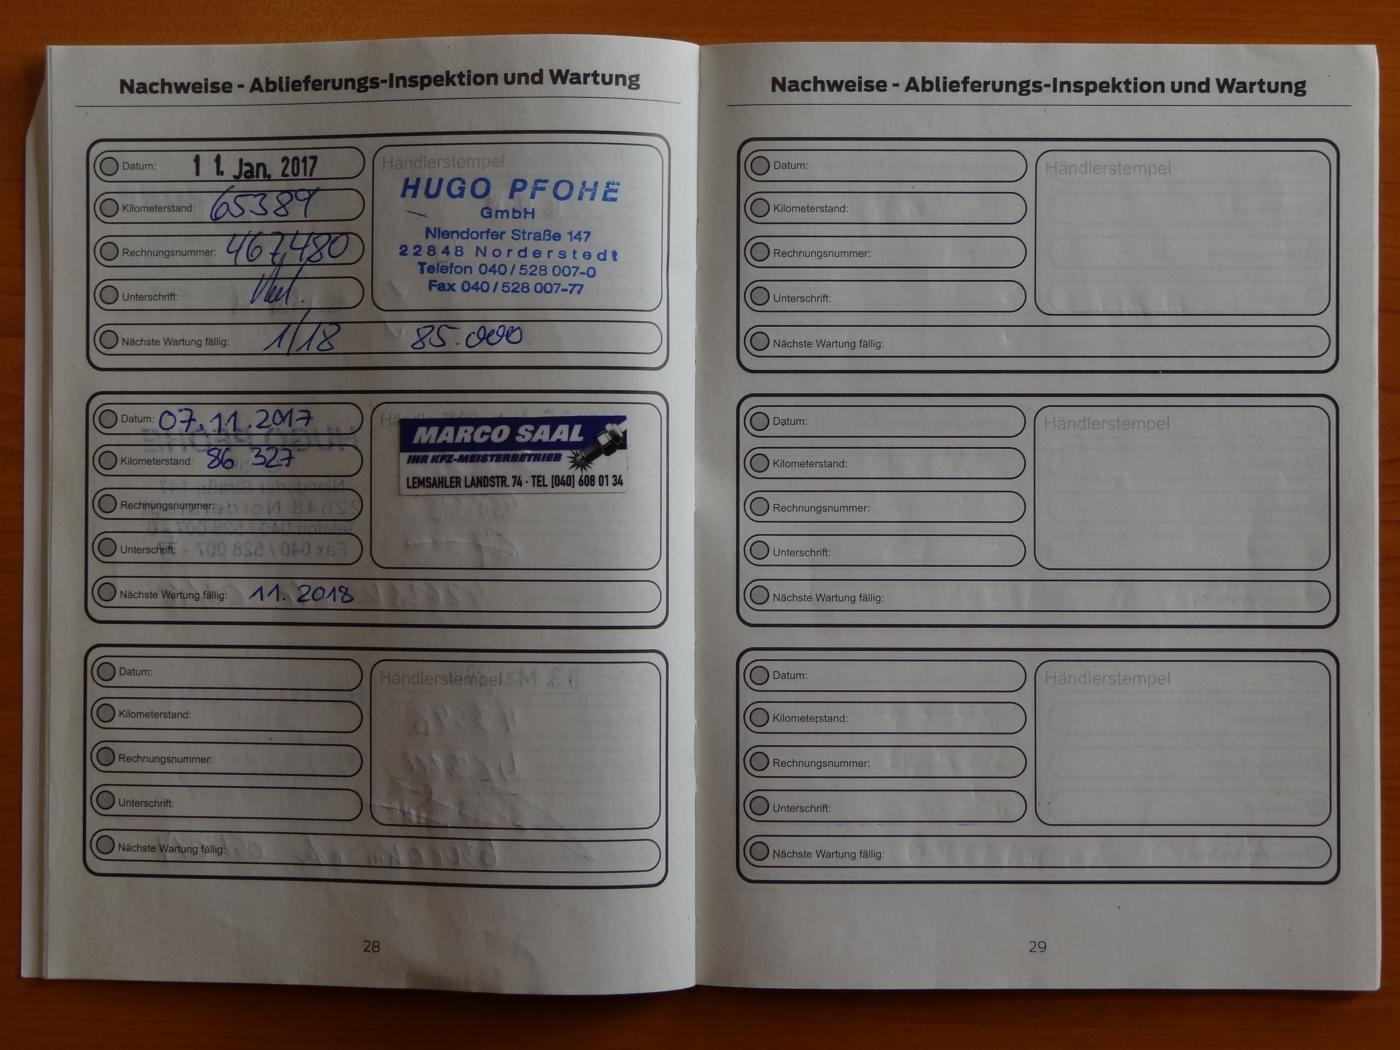 Nachweise - Ablieferungs-Inspektion und Wartung
Datum: 11. Jan. 2017
Kilometerstand: 65389
Rechnungsnummer: 467480
Unterschrift:
Nächste Wartung fällig: 1/18 85.000
Händlerstempel
HUGO PFOHE
GmbH
Niendorfer Straße 147
22848 Norderstedt
Telefon 040/528 007-0
Fax 040/528 007-77
Datum: 07.11.2017
Kilometerstand: 86 327
Rechnungsnummer:
Unterschrift:
Nächste Wartung fällig: 11. 2018
MARCO SAAL
IHR KFZ-MEISTERBETRIEB
LEMSAHLER LANDSTR. 74 · TEL [040] 608 01 34
Datum:
Kilometerstand:
Rechnungsnummer:
Unterschrift:
Nächste Wartung fällig:
Händlerstempel
28
Nachweise - Ablieferungs-Inspektion und Wartung
Datum:
Kilometerstand:
Rechnungsnummer:
Unterschrift:
Nächste Wartung fällig:
Händlerstempel
Datum:
Kilometerstand:
Rechnungsnummer:
Unterschrift:
Nächste Wartung fällig:
Händlerstempel
Datum:
Kilometerstand:
Rechnungsnummer:
Unterschrift:
Nächste Wartung fällig:
Händlerstempel
29